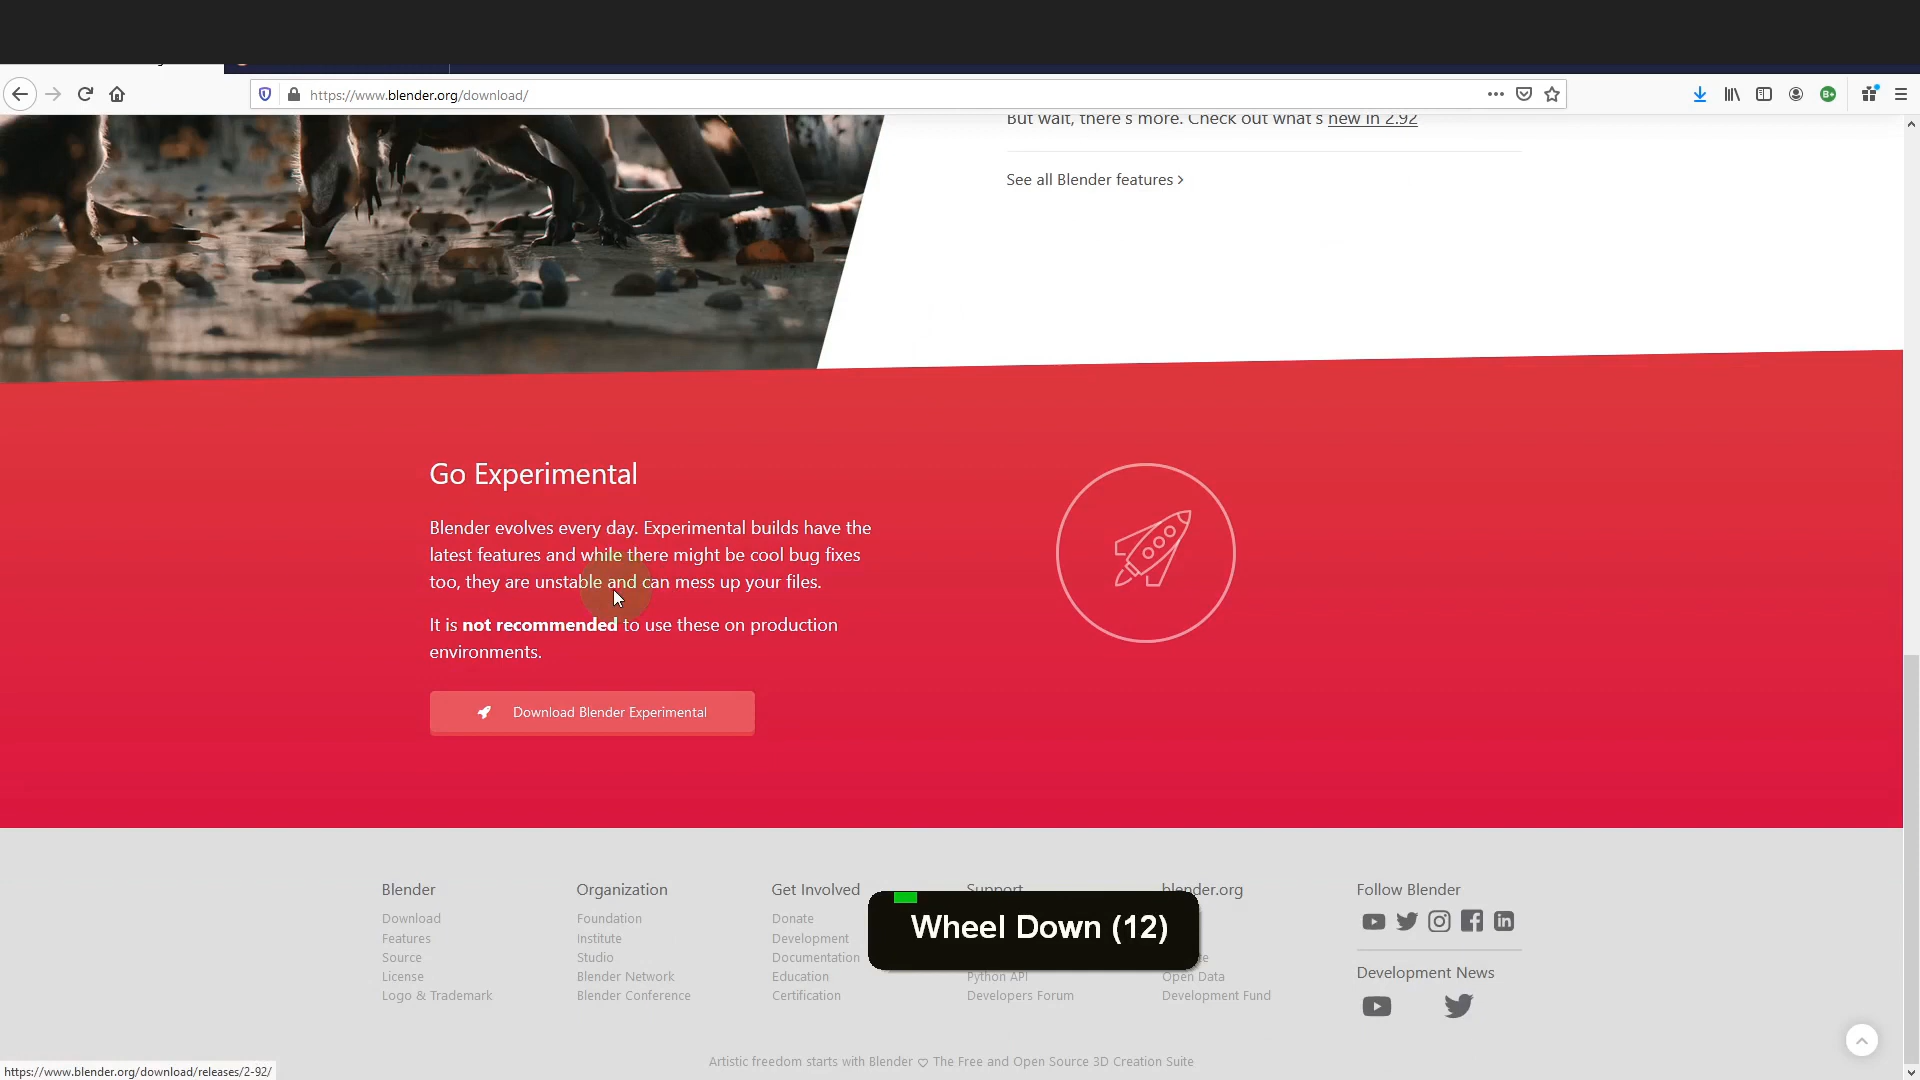 https://www.blender.org/download/
But wait, there's more. Check out what's new in 2.92
See all Blender features >
Go Experimental
Blender evolves every day. Experimental builds have the
latest features and while there might be cool bug fixes
too, they are unstable and can mess up your files.
It is not recommended to use these on production
environments.
Download Blender Experimental
Blender
Download
Features
Source
License
Logo & Trademark
Organization
Foundation
Institute
Studio
Blender Network
Blender Conference
Get Involved
Donate
Development
Documentation
Education
Certification
Support
Python API
Developers Forum
blender.org
Open Data
Development Fund
Wheel Down (12)
Follow Blender
Development News
Artistic freedom starts with Blender ♡ The Free and Open Source 3D Creation Suite
https://www.blender.org/download/releases/2-92/